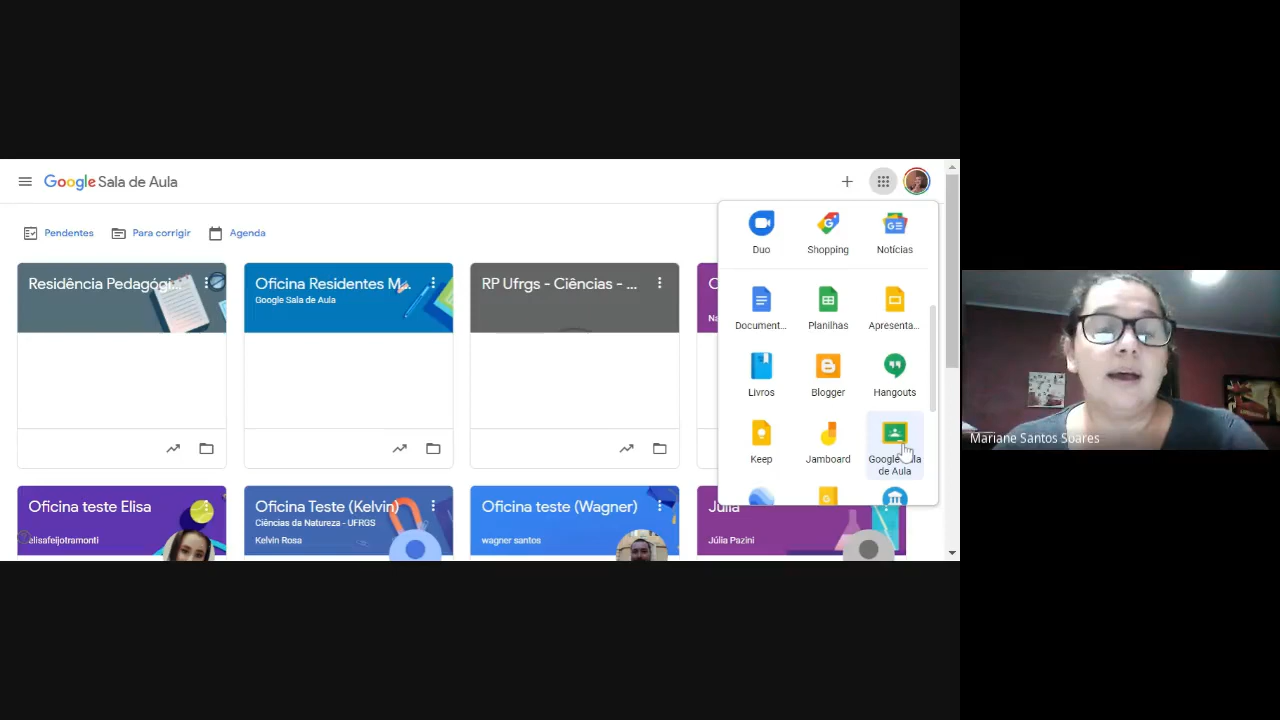 Google Sala de Aula
Pendentes
Para corrigir
Agenda
Duo
Shopping
Notícias
Document...
Planilhas
Apresenta...
Livros
Blogger
Hangouts
Keep
Jamboard
Google Sala
de Aula
Residência Pedagógi...
Oficina Residentes M...
Google Sala de Aula
RP Ufrgs - Ciências - ...
Oficina teste Elisa
elisafeijotramonti
Oficina Teste (Kelvin)
Ciências da Natureza - UFRGS
Kelvin Rosa
Oficina teste (Wagner)
wagner santos
Júlia
Júlia Pazini
Mariane Santos Suares